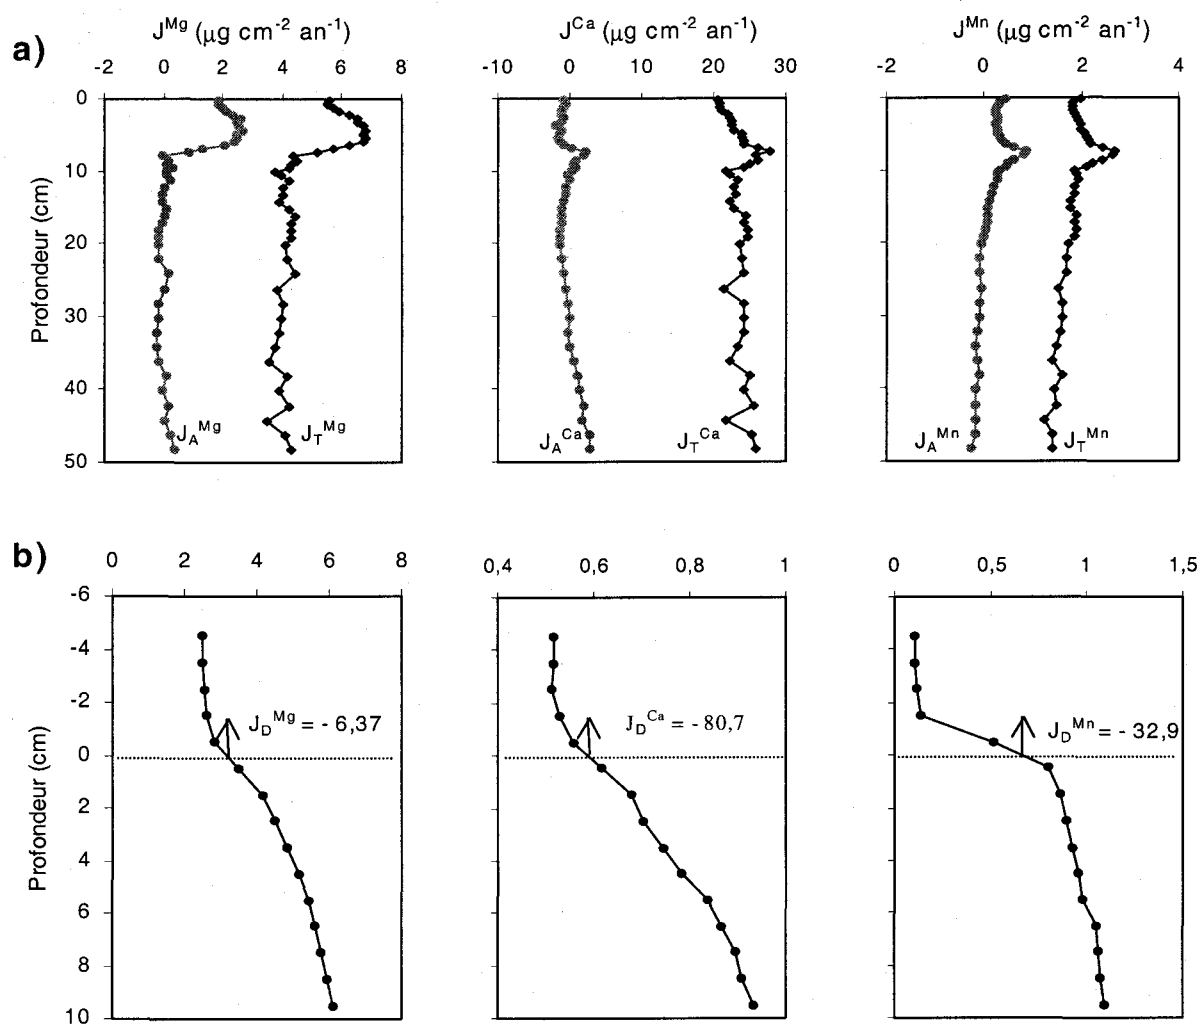 a)
J^Mg (µg cm^-2 an^-1) J^Ca (µg cm^-2 an^-1) J^Mn (µg cm^-2 an^-1)
-2 0 2 4 6 8 -10 0 10 20 30 -2 0 2 4
0
10
20
30
40
50
Profondeur (cm)
J_A^Mg J_T^Mg J_A^Ca J_T^Ca J_A^Mn J_T^Mn
b)
0 2 4 6 8 0,4 0,6 0,8 1 0 0,5 1 1,5
-6
-4
-2
0
2
4
6
8
10
Profondeur (cm)
J_D^Mg = - 6,37 J_D^Ca = - 80,7 J_D^Mn = - 32,9